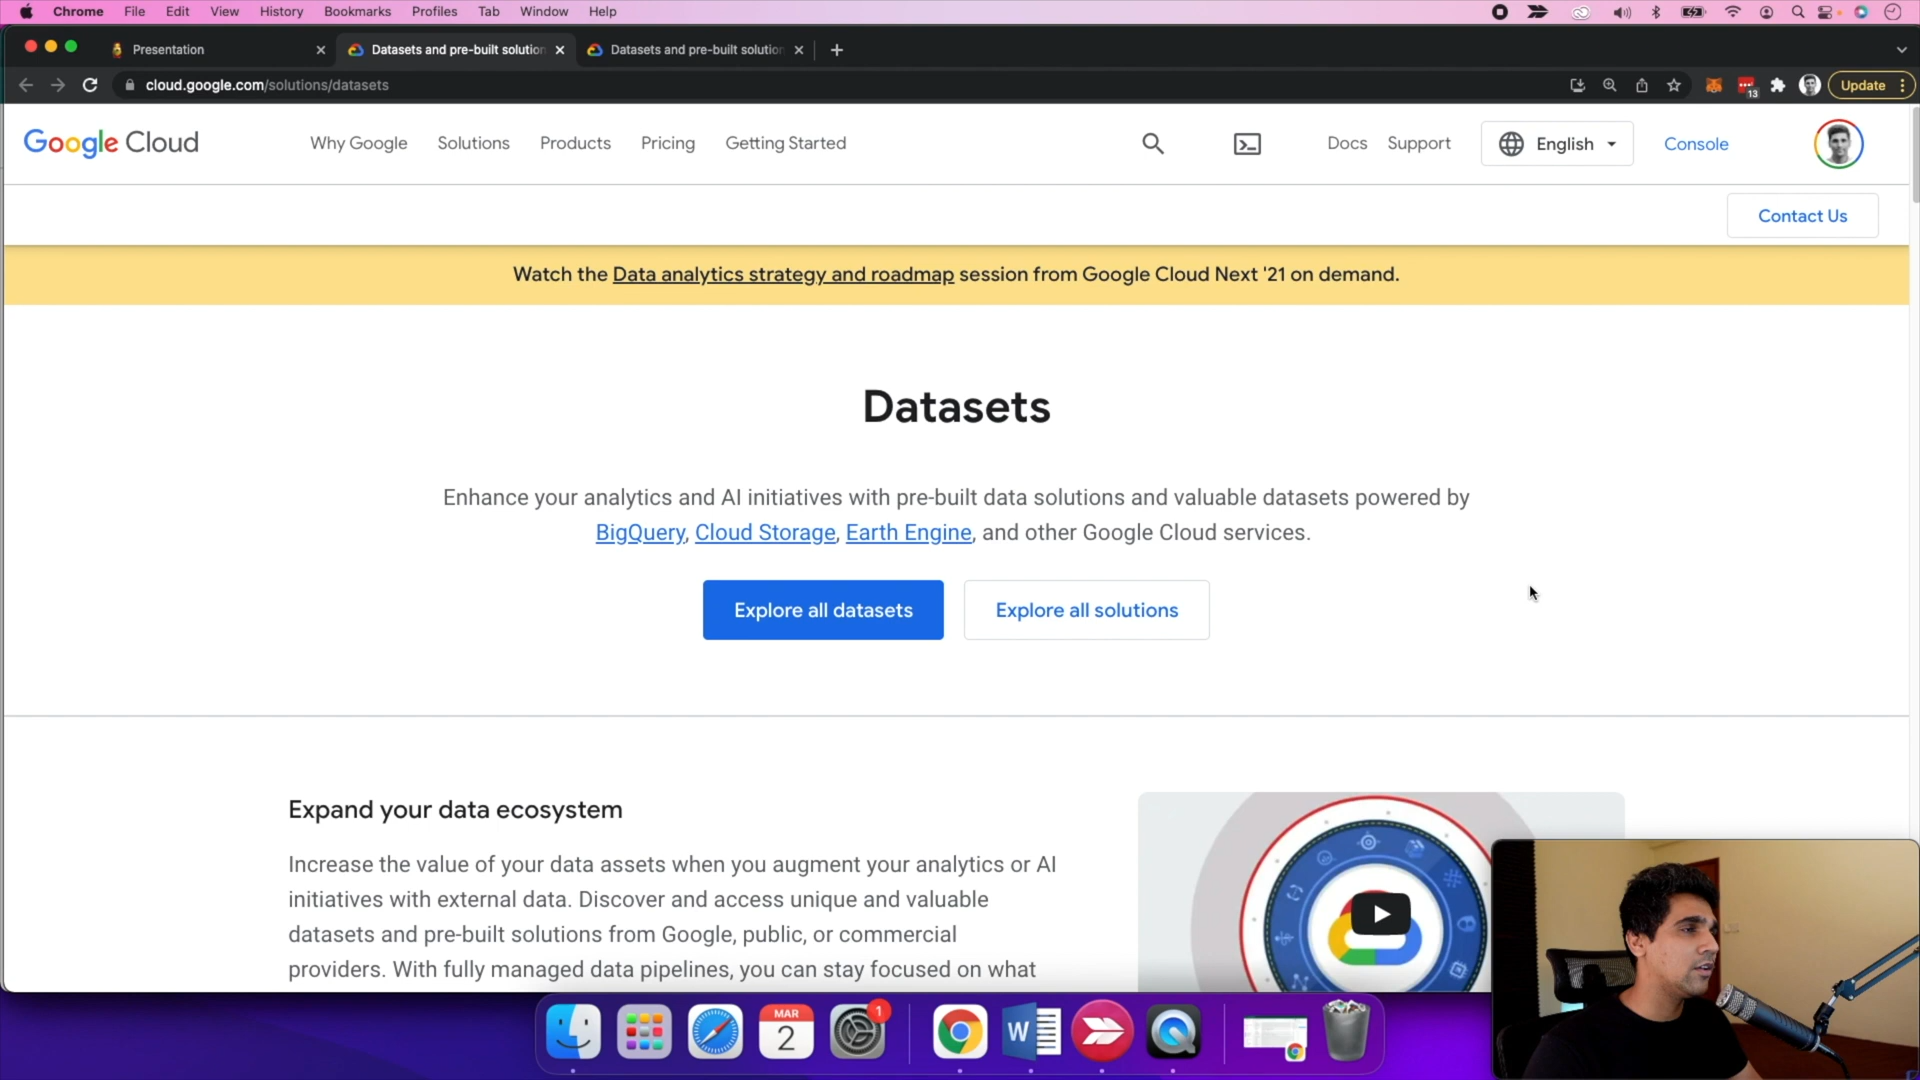 Chrome File Edit View History Bookmarks Profiles Tab Window Help
Presentation
Datasets and pre-built solution
Datasets and pre-built solution
cloud.google.com/solutions/datasets
13
Update
Google Cloud
Why Google Solutions Products Pricing Getting Started
Docs Support English Console
Contact Us
Watch the Data analytics strategy and roadmap session from Google Cloud Next '21 on demand.
Datasets
Enhance your analytics and AI initiatives with pre-built data solutions and valuable datasets powered by
BigQuery, Cloud Storage, Earth Engine, and other Google Cloud services.
Explore all datasets Explore all solutions
Expand your data ecosystem
Increase the value of your data assets when you augment your analytics or AI
initiatives with external data. Discover and access unique and valuable
datasets and pre-built solutions from Google, public, or commercial
providers. With fully managed data pipelines, you can stay focused on what
MAR
2
1
W